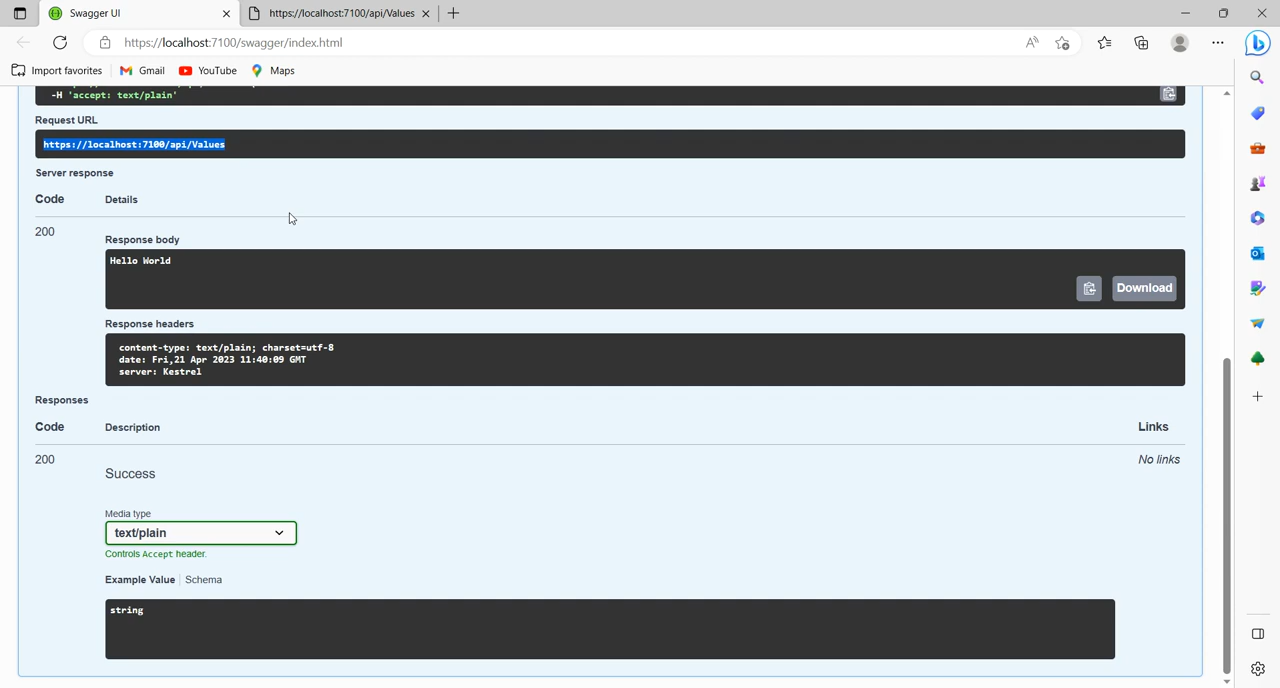 Swagger UI
https://localhost:7100/api/Values
https://localhost:7100/swagger/index.html
Import favorites
Gmail
YouTube
Maps
-H 'accept: text/plain'
Request URL
https://localhost:7100/api/Values
Server response
Code Details
200
Response body
Hello World
Download
Response headers
content-type: text/plain; charset=utf-8
date: Fri,21 Apr 2023 11:40:09 GMT
server: Kestrel
Responses
Code Description Links
200
Success
No links
Media type
text/plain
Controls Accept header.
Example Value Schema
string